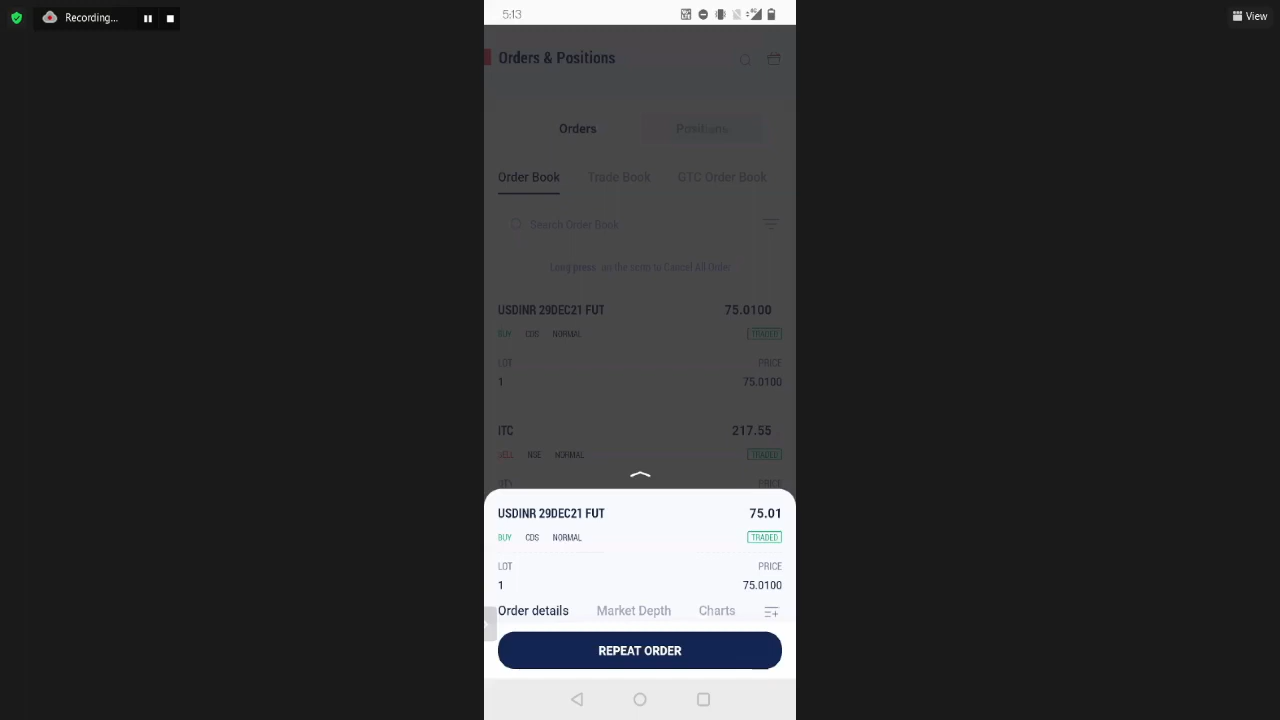 Recording...
View
5:13
Orders & Positions
Orders Positions
Order Book Trade Book GTC Order Book
Search Order Book
Long press on the scrip to Cancel All Order
USDINR 29DEC21 FUT 75.0100
BUY CDS NORMAL TRADED
LOT PRICE
1 75.0100
ITC 217.55
SELL NSE NORMAL TRADED
QTY PRICE
USDINR 29DEC21 FUT 75.01
BUY CDS NORMAL TRADED
LOT PRICE
1 75.0100
Order details Market Depth Charts
REPEAT ORDER